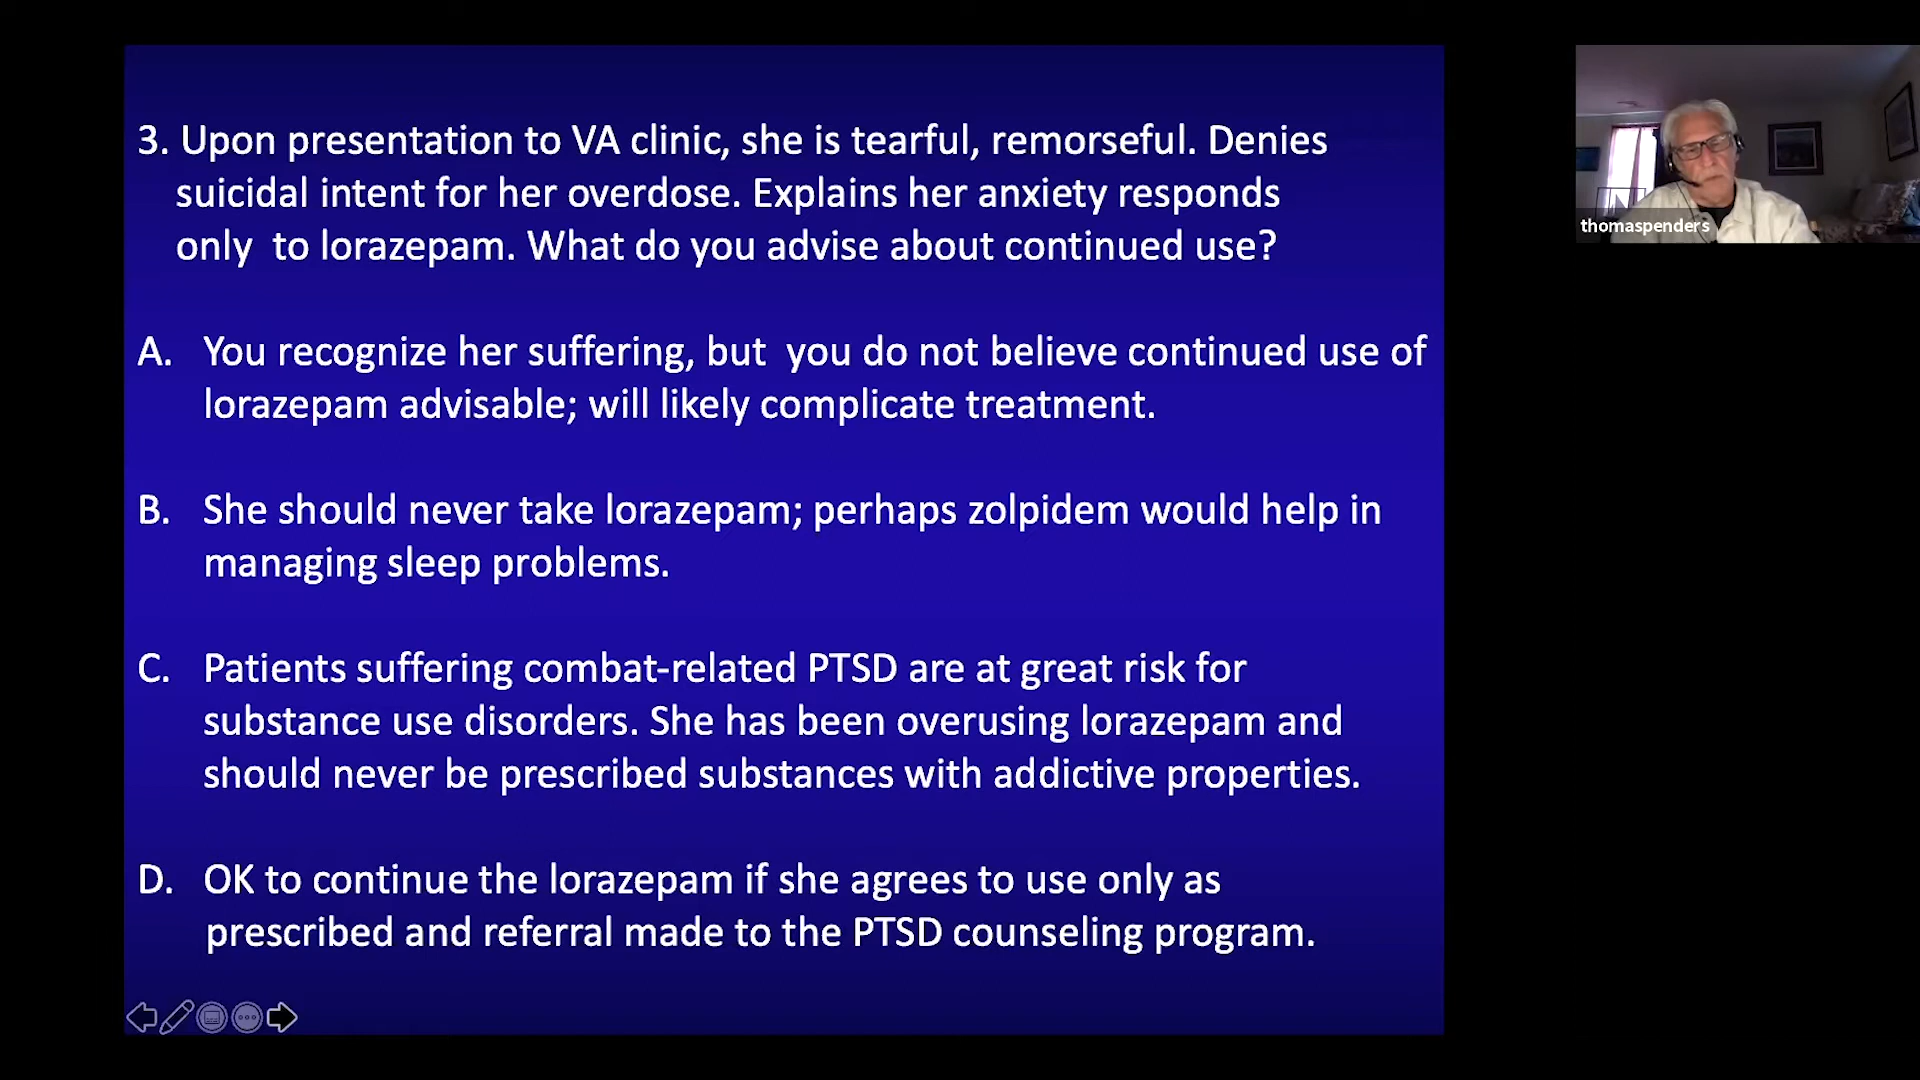 3. Upon presentation to VA clinic, she is tearful, remorseful. Denies
suicidal intent for her overdose. Explains her anxiety responds
only to lorazepam. What do you advise about continued use?
A. You recognize her suffering, but you do not believe continued use of
lorazepam advisable; will likely complicate treatment.
B. She should never take lorazepam; perhaps zolpidem would help in
managing sleep problems.
C. Patients suffering combat-related PTSD are at great risk for
substance use disorders. She has been overusing lorazepam and
should never be prescribed substances with addictive properties.
D. OK to continue the lorazepam if she agrees to use only as
prescribed and referral made to the PTSD counseling program.
thomaspenders